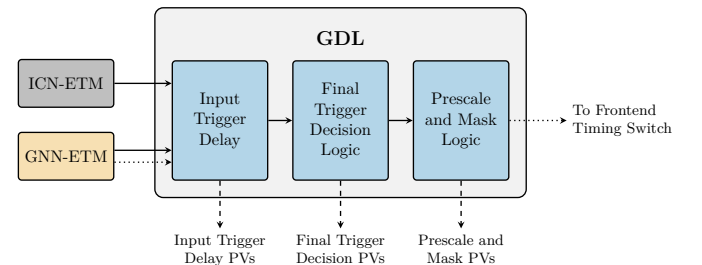 GDL
ICN-ETM
GNN-ETM
Input
Trigger
Delay
Final
Trigger
Decision
Logic
Prescale
and Mask
Logic
To Frontend
Timing Switch
Input Trigger
Delay PVs
Final Trigger
Decision PVs
Prescale and
Mask PVs